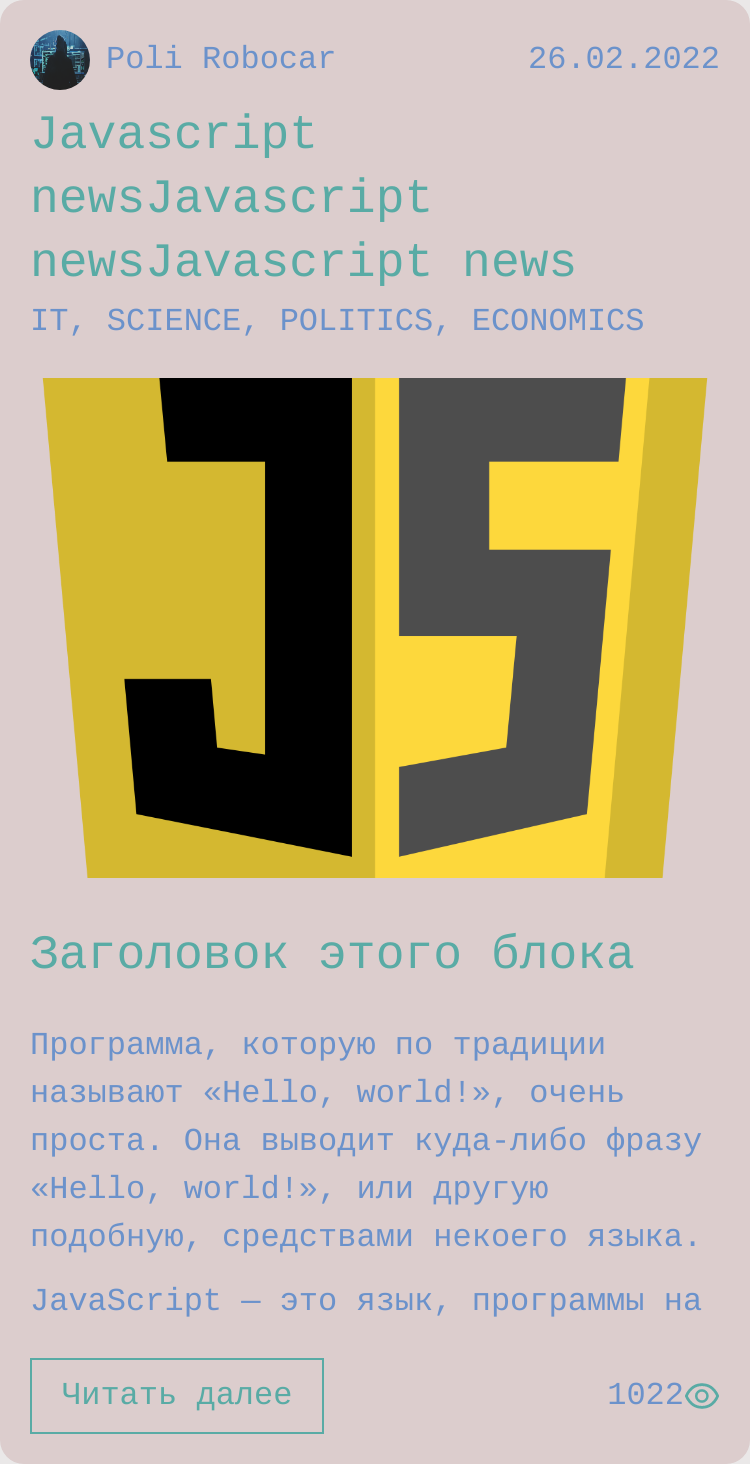 Poli Robocar 26.02.2022
Javascript
newsJavascript
newsJavascript news
IT, SCIENCE, POLITICS, ECONOMICS
JS
Заголовок этого блока
Программа, которую по традиции
называют «Hello, world!», очень
проста. Она выводит куда-либо фразу
«Hello, world!», или другую
подобную, средствами некоего языка.
JavaScript — это язык, программы на
Читать далее 1022